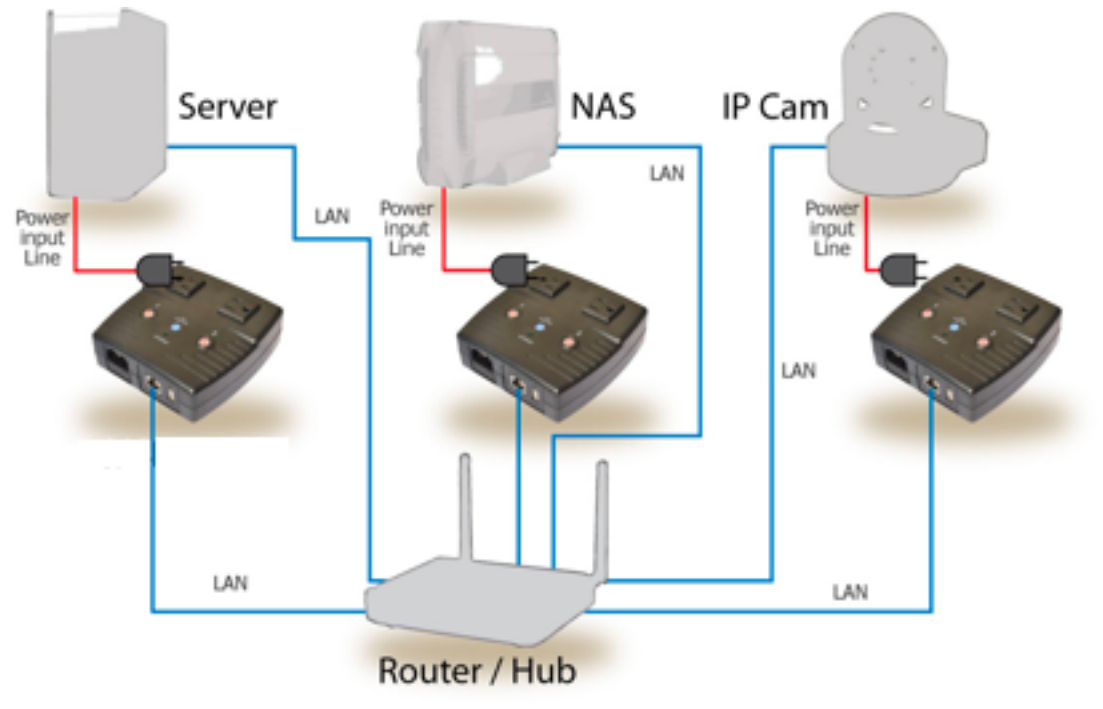 Server
NAS
IP Cam
LAN
LAN
Power
input
Line
Power
input
Line
Power
input
Line
LAN
LAN
LAN
Router / Hub